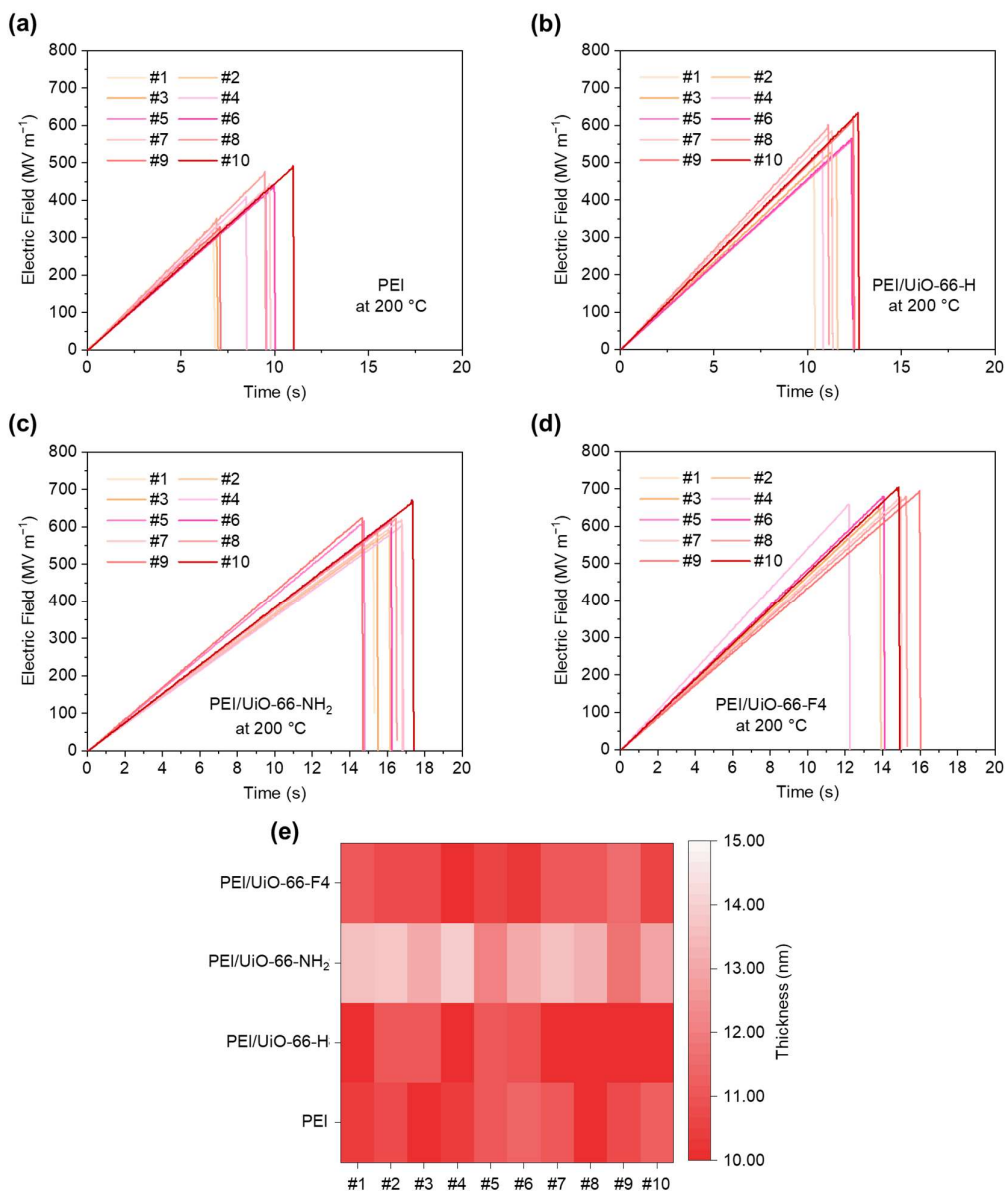 (a)
800
700
600
500
400
300
200
100
0
Electric Field (MV m⁻¹)
#1 #2
#3 #4
#5 #6
#7 #8
#9 #10
PEI
at 200 °C
0 5 10 15 20
Time (s)
(b)
800
700
600
500
400
300
200
100
0
Electric Field (MV m⁻¹)
#1 #2
#3 #4
#5 #6
#7 #8
#9 #10
PEI/UiO-66-H
at 200 °C
0 5 10 15 20
Time (s)
(c)
800
700
600
500
400
300
200
100
0
Electric Field (MV m⁻¹)
#1 #2
#3 #4
#5 #6
#7 #8
#9 #10
PEI/UiO-66-NH₂
at 200 °C
0 2 4 6 8 10 12 14 16 18 20
Time (s)
(d)
800
700
600
500
400
300
200
100
0
Electric Field (MV m⁻¹)
#1 #2
#3 #4
#5 #6
#7 #8
#9 #10
PEI/UiO-66-F4
at 200 °C
0 2 4 6 8 10 12 14 16 18 20
Time (s)
(e)
PEI/UiO-66-F4
PEI/UiO-66-NH₂
PEI/UiO-66-H
PEI
#1 #2 #3 #4 #5 #6 #7 #8 #9 #10
15.00
14.00
13.00
12.00
11.00
10.00
Thickness (nm)